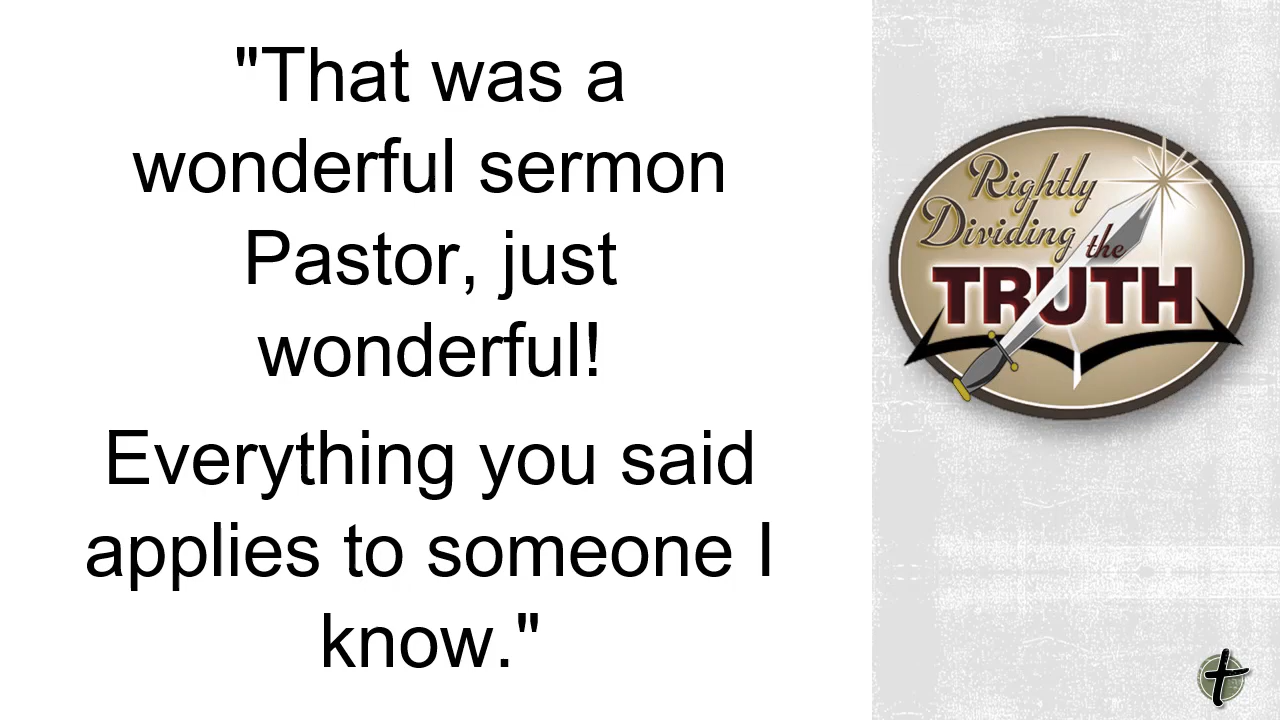 "That was a
wonderful sermon
Pastor, just
wonderful!
Everything you said
applies to someone I
know."
Rightly
Dividing the
TRUTH